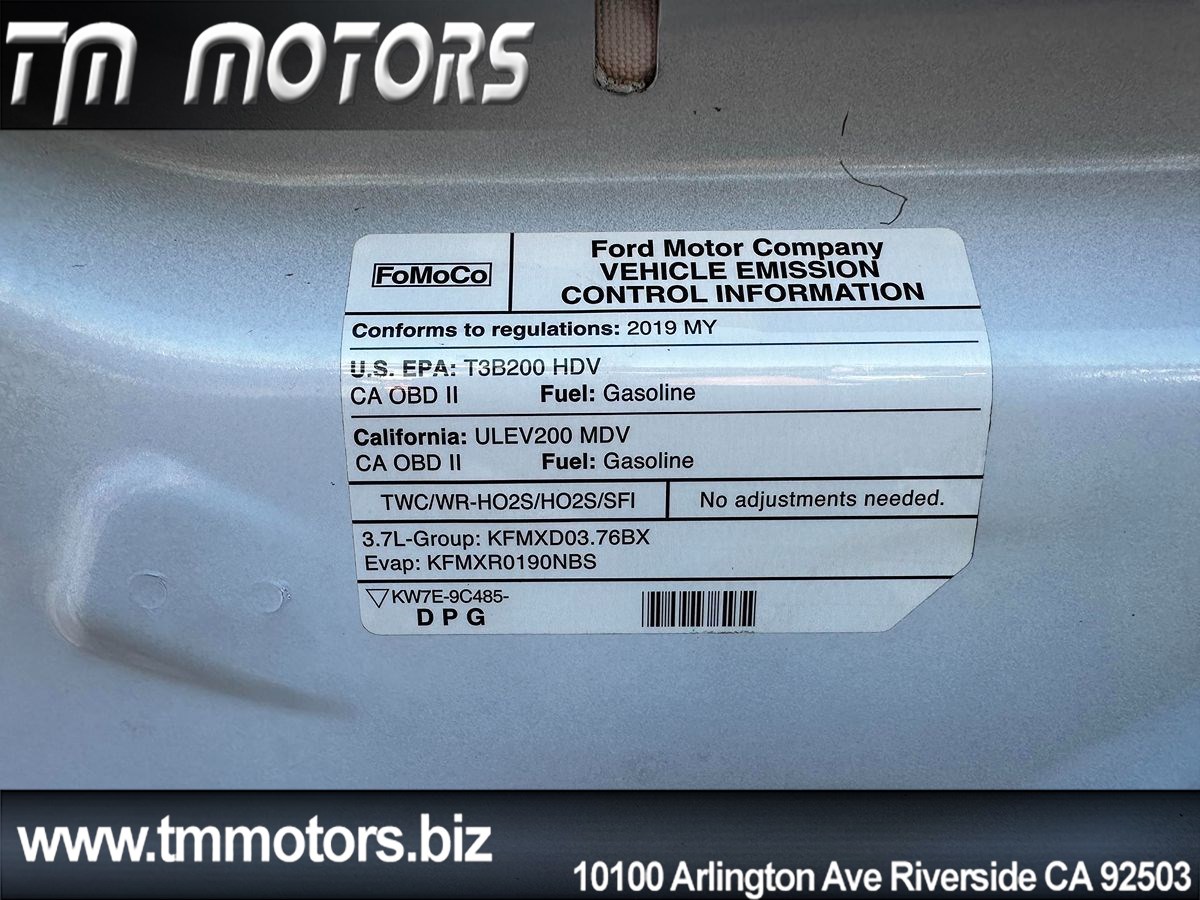 TM MOTORS
FoMoCo
Ford Motor Company
VEHICLE EMISSION
CONTROL INFORMATION
Conforms to regulations: 2019 MY
U.S. EPA: T3B200 HDV
CA OBD II Fuel: Gasoline
California: ULEV200 MDV
CA OBD II Fuel: Gasoline
TWC/WR-HO2S/HO2S/SFI
No adjustments needed.
3.7L-Group: KFMXD03.76BX
Evap: KFMXR0190NBS
KW7E-9C485-
D P G
www.tmmotors.biz
10100 Arlington Ave Riverside CA 92503